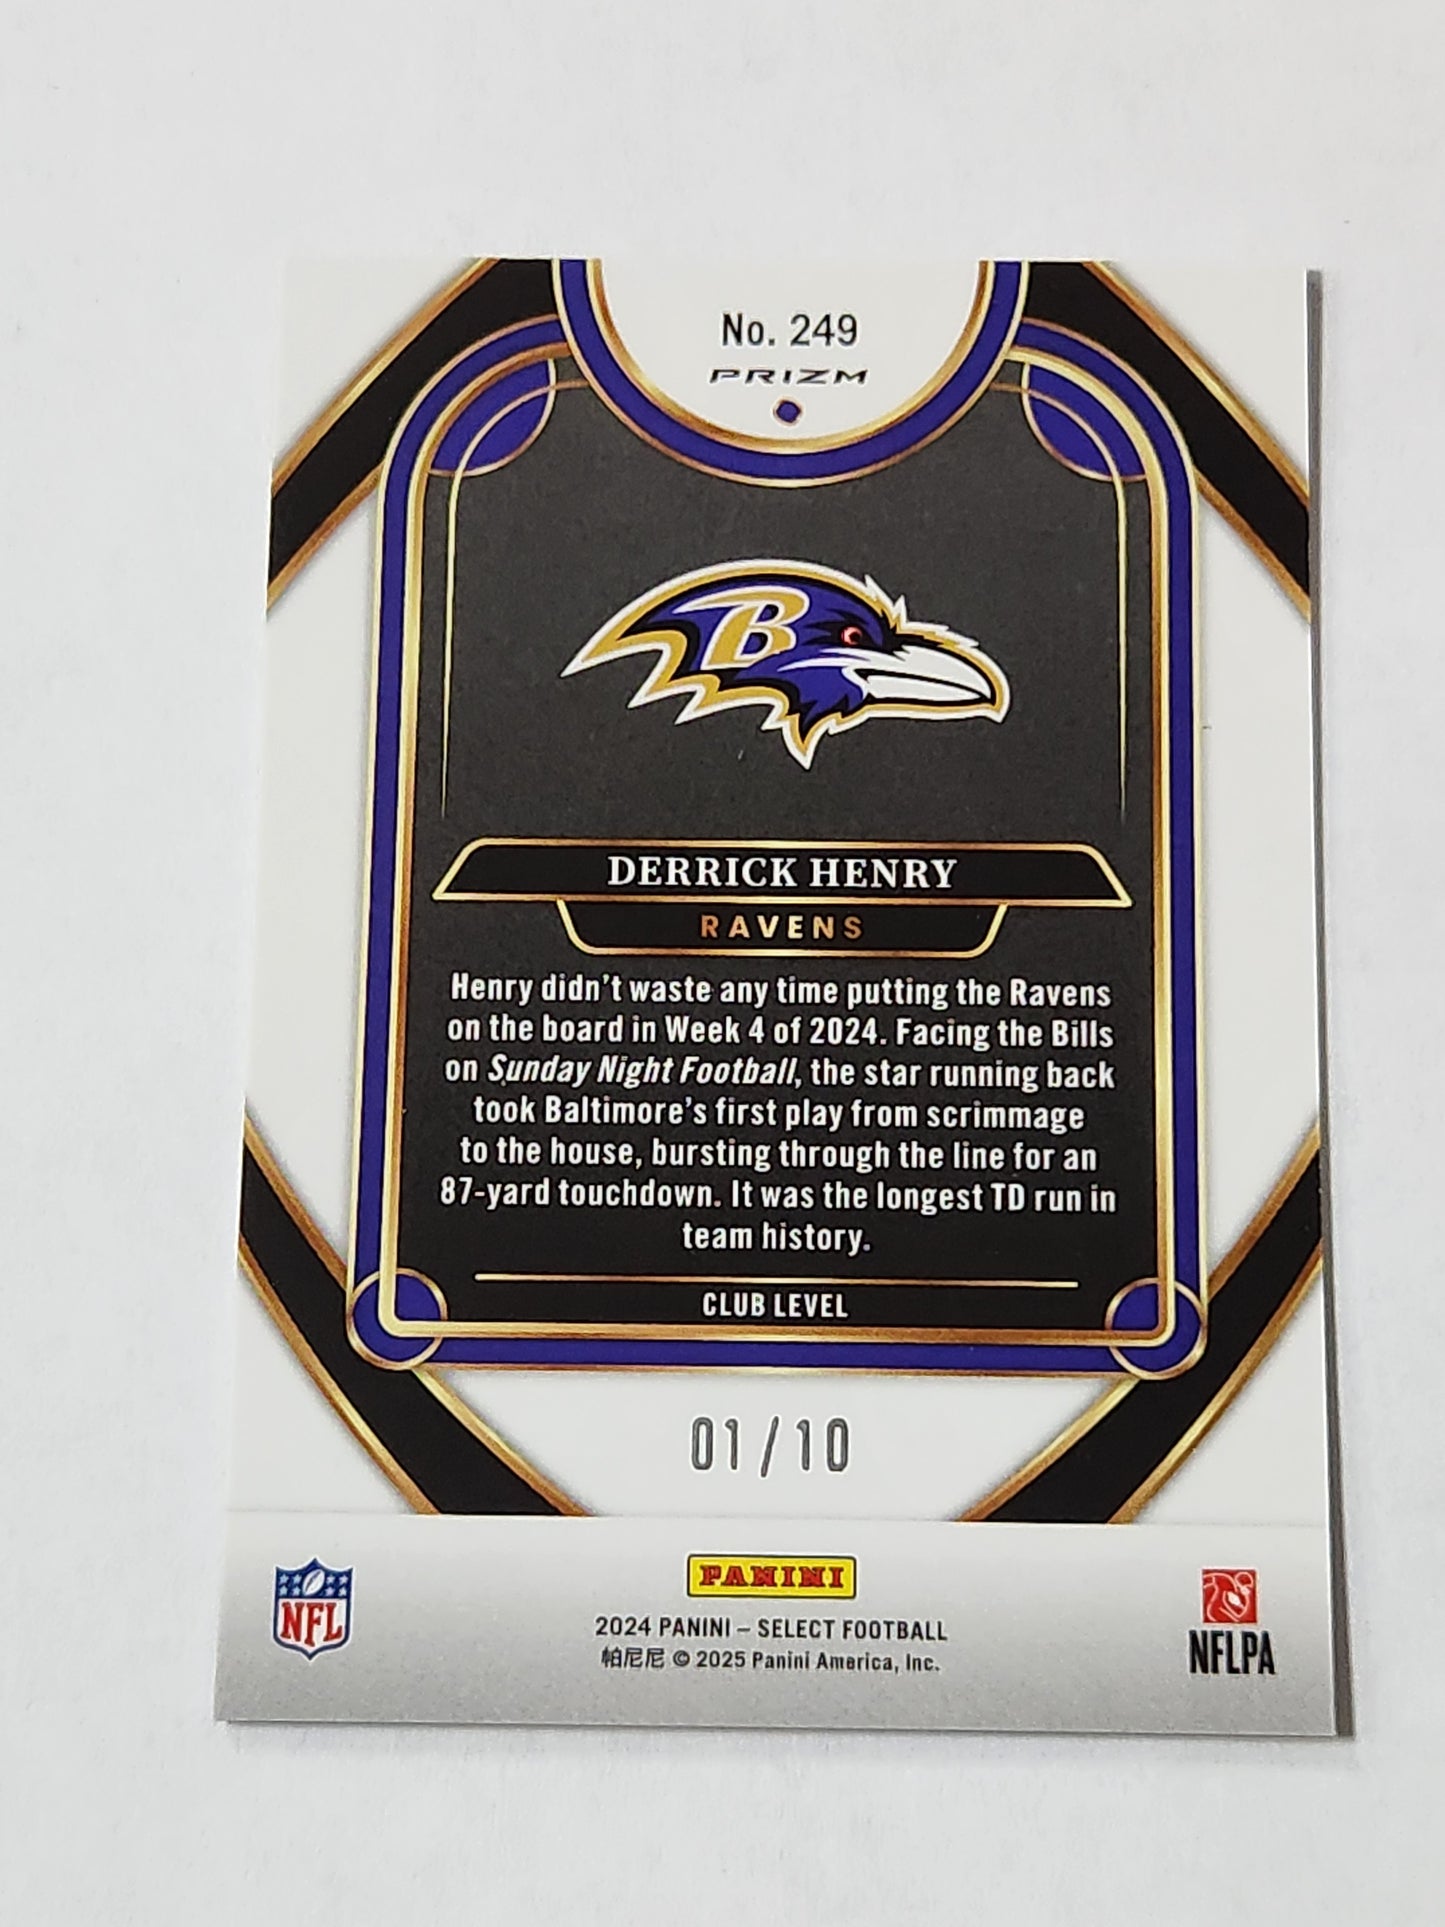 No. 249
PRIZM
B
DERRICK HENRY
RAVENS
Henry didn't waste any time putting the Ravens
on the board in Week 4 of 2024. Facing the Bills
on Sunday Night Football, the star running back
took Baltimore's first play from scrimmage
to the house, bursting through the line for an
87-yard touchdown. It was the longest TD run in
team history.
CLUB LEVEL
01/10
NFL
PANINI
2024 PANINI – SELECT FOOTBALL
帕尼尼 © 2025 Panini America, Inc.
NFLPA